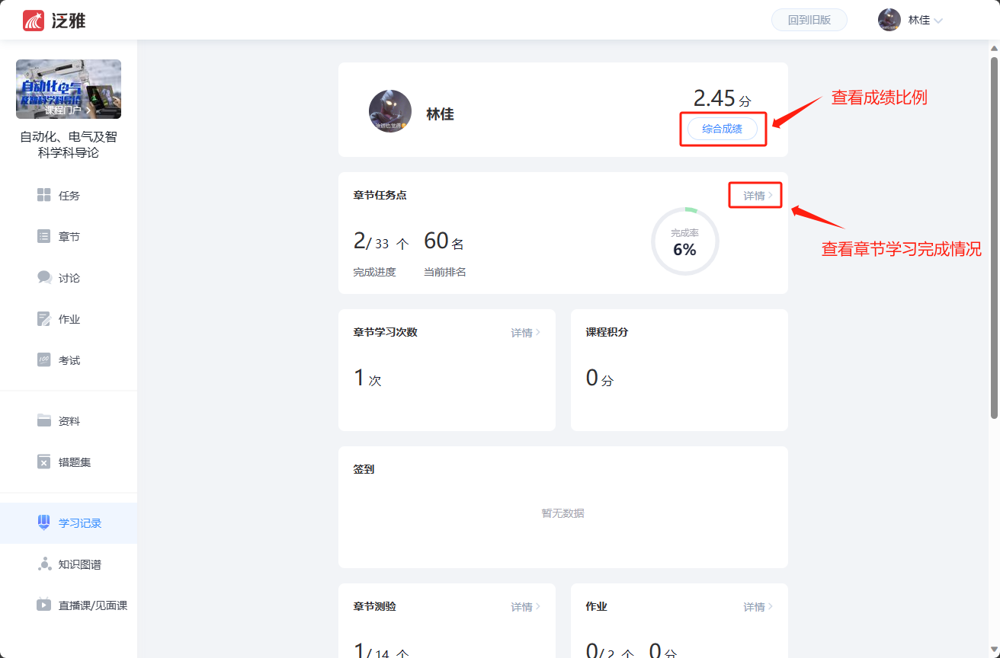 泛雅
回到旧版
林佳
自动化电气
及智科学科导论
课程门户
自动化、电气及智
科学科导论
任务
章节
讨论
作业
考试
资料
错题集
学习记录
知识图谱
直播课/见面课
林佳
2.45 分
综合成绩
查看成绩比例
章节任务点
详情
2/ 33 个
60 名
完成进度
当前排名
完成率
6%
查看章节学习完成情况
章节学习次数
详情
1 次
课程积分
0 分
签到
暂无数据
章节测验
详情
1/ 14 个
作业
详情
0/ 2 个
0 分